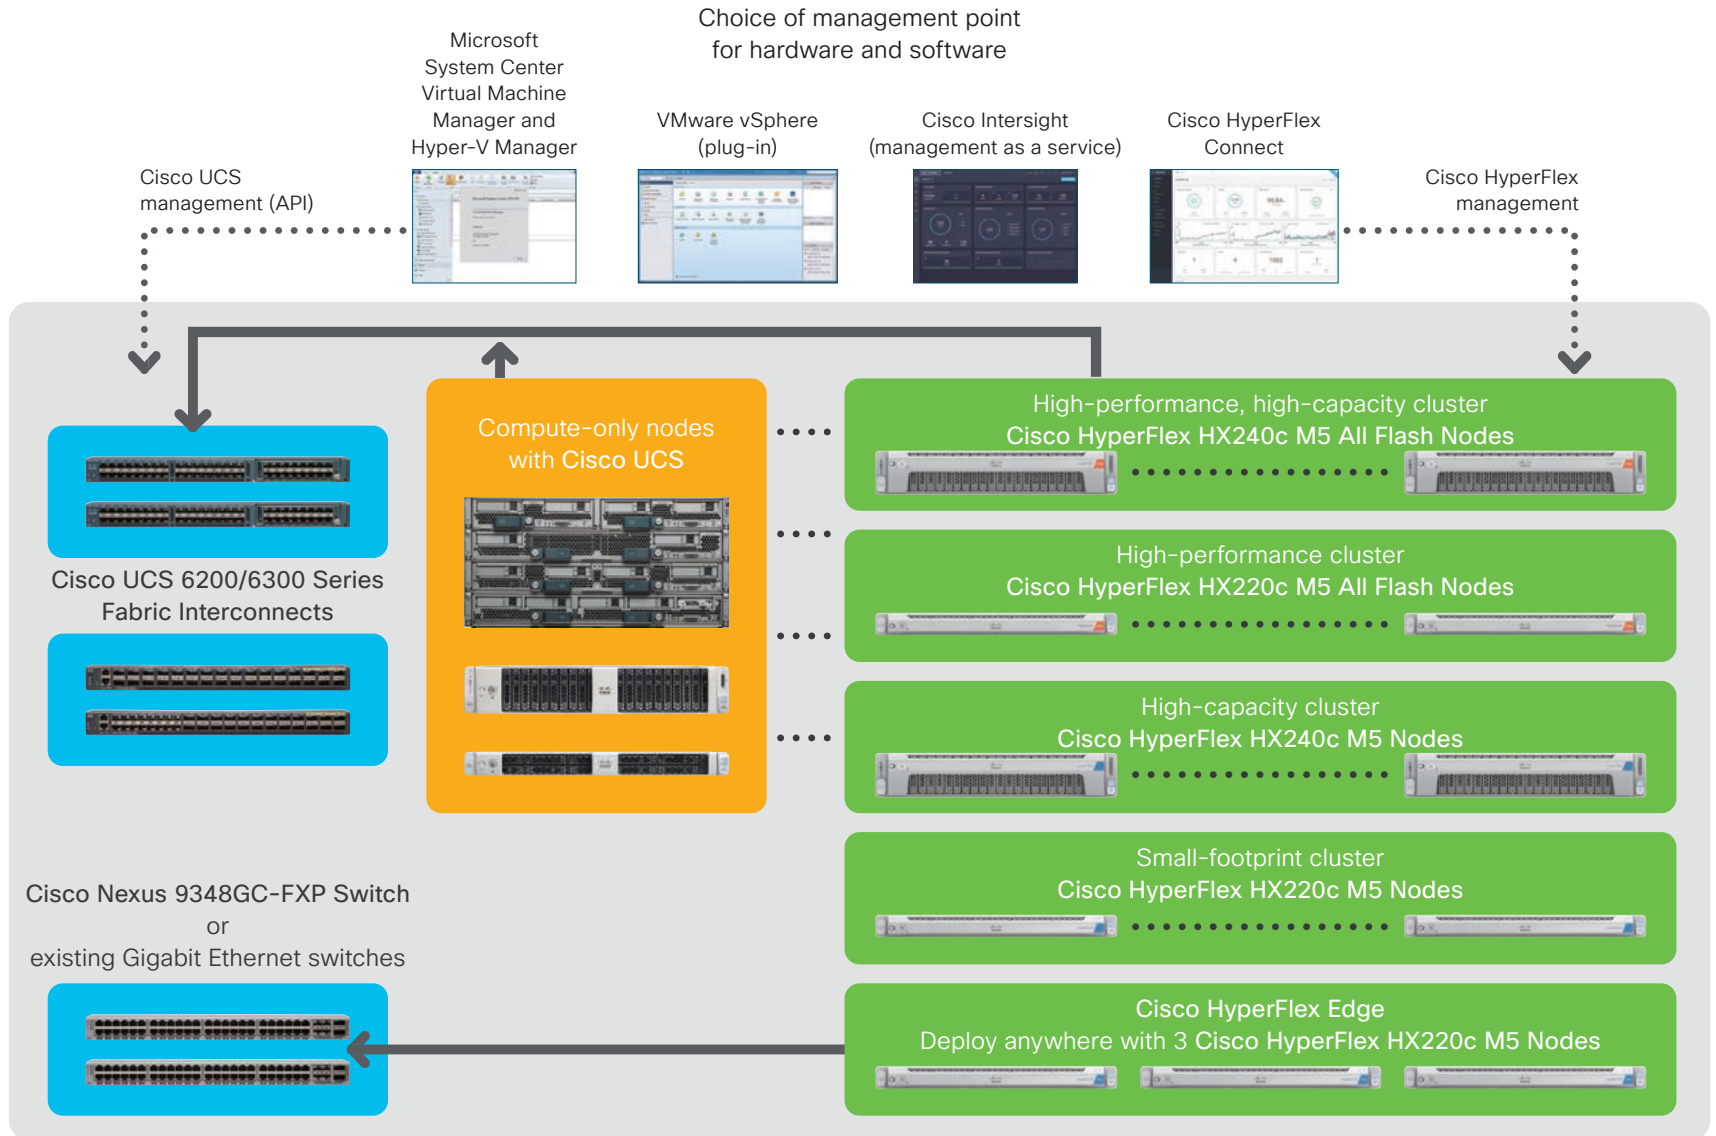 Choice of management point
for hardware and software
Microsoft
System Center
Virtual Machine
Manager and
Hyper-V Manager
VMware vSphere
(plug-in)
Cisco Intersight
(management as a service)
Cisco HyperFlex
Connect
Cisco UCS
management (API)
Cisco HyperFlex
management
Compute-only nodes
with Cisco UCS
High-performance, high-capacity cluster
Cisco HyperFlex HX240c M5 All Flash Nodes
High-performance cluster
Cisco HyperFlex HX220c M5 All Flash Nodes
Cisco UCS 6200/6300 Series
Fabric Interconnects
High-capacity cluster
Cisco HyperFlex HX240c M5 Nodes
Small-footprint cluster
Cisco HyperFlex HX220c M5 Nodes
Cisco Nexus 9348GC-FXP Switch
or
existing Gigabit Ethernet switches
Cisco HyperFlex Edge
Deploy anywhere with 3 Cisco HyperFlex HX220c M5 Nodes